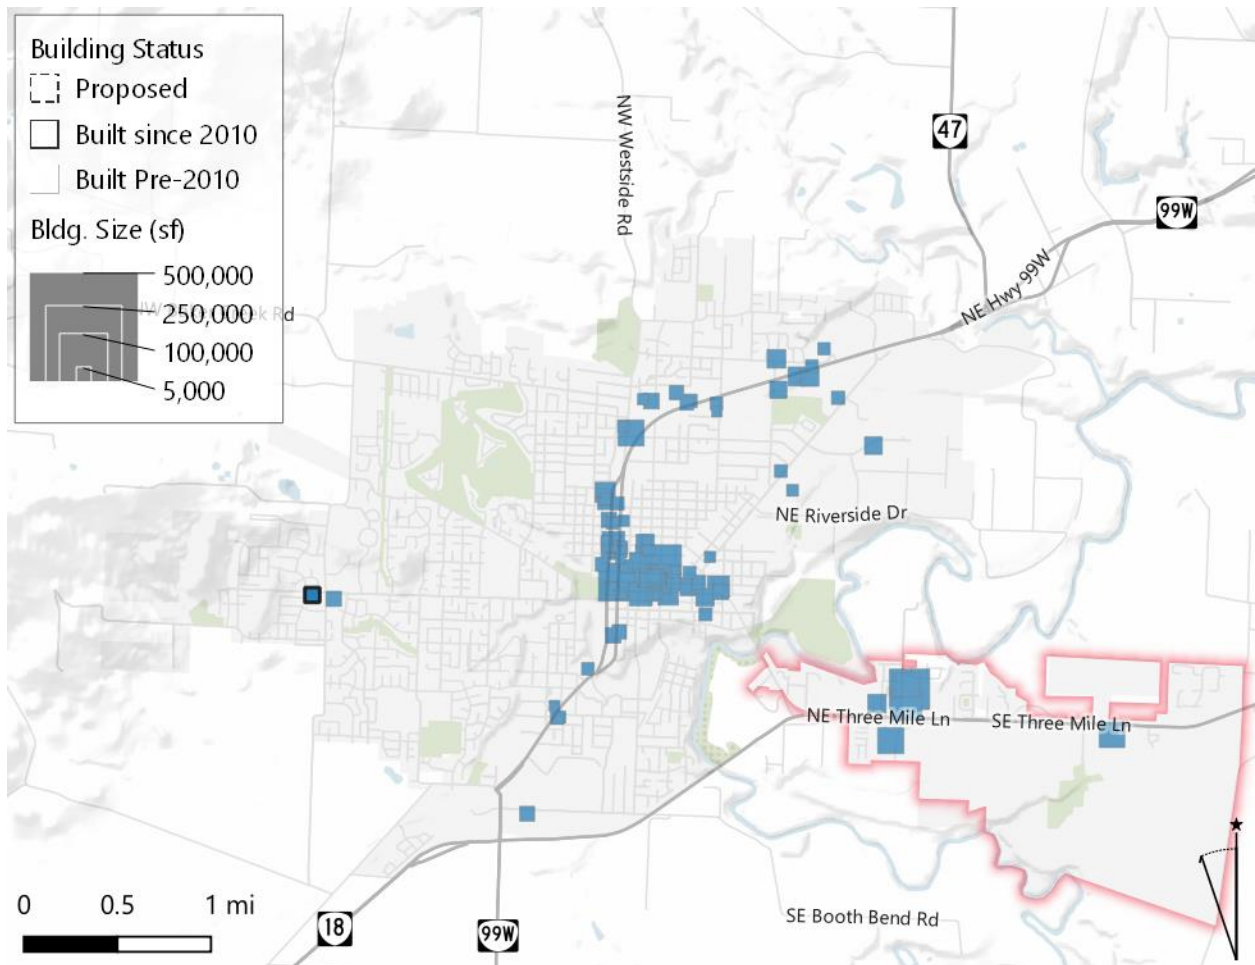 Building Status
Proposed
Built since 2010
Built Pre-2010
Bldg. Size (sf)
500,000
250,000
100,000
5,000
ek Rd
NW Westside Rd
47
99W
NE Hwy 99W
NE Riverside Dr
NE Three Mile Ln
SE Three Mile Ln
0 0.5 1 mi
18
99W
SE Booth Bend Rd